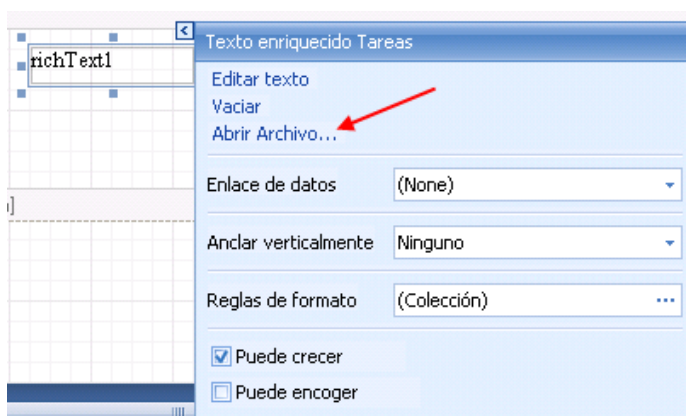 richText1
Texto enriquecido Tareas
Editar texto
Vaciar
Abrir Archivo...
Enlace de datos (None)
Anclar verticalmente Ninguno
Reglas de formato (Colección)
Puede crecer
Puede encoger